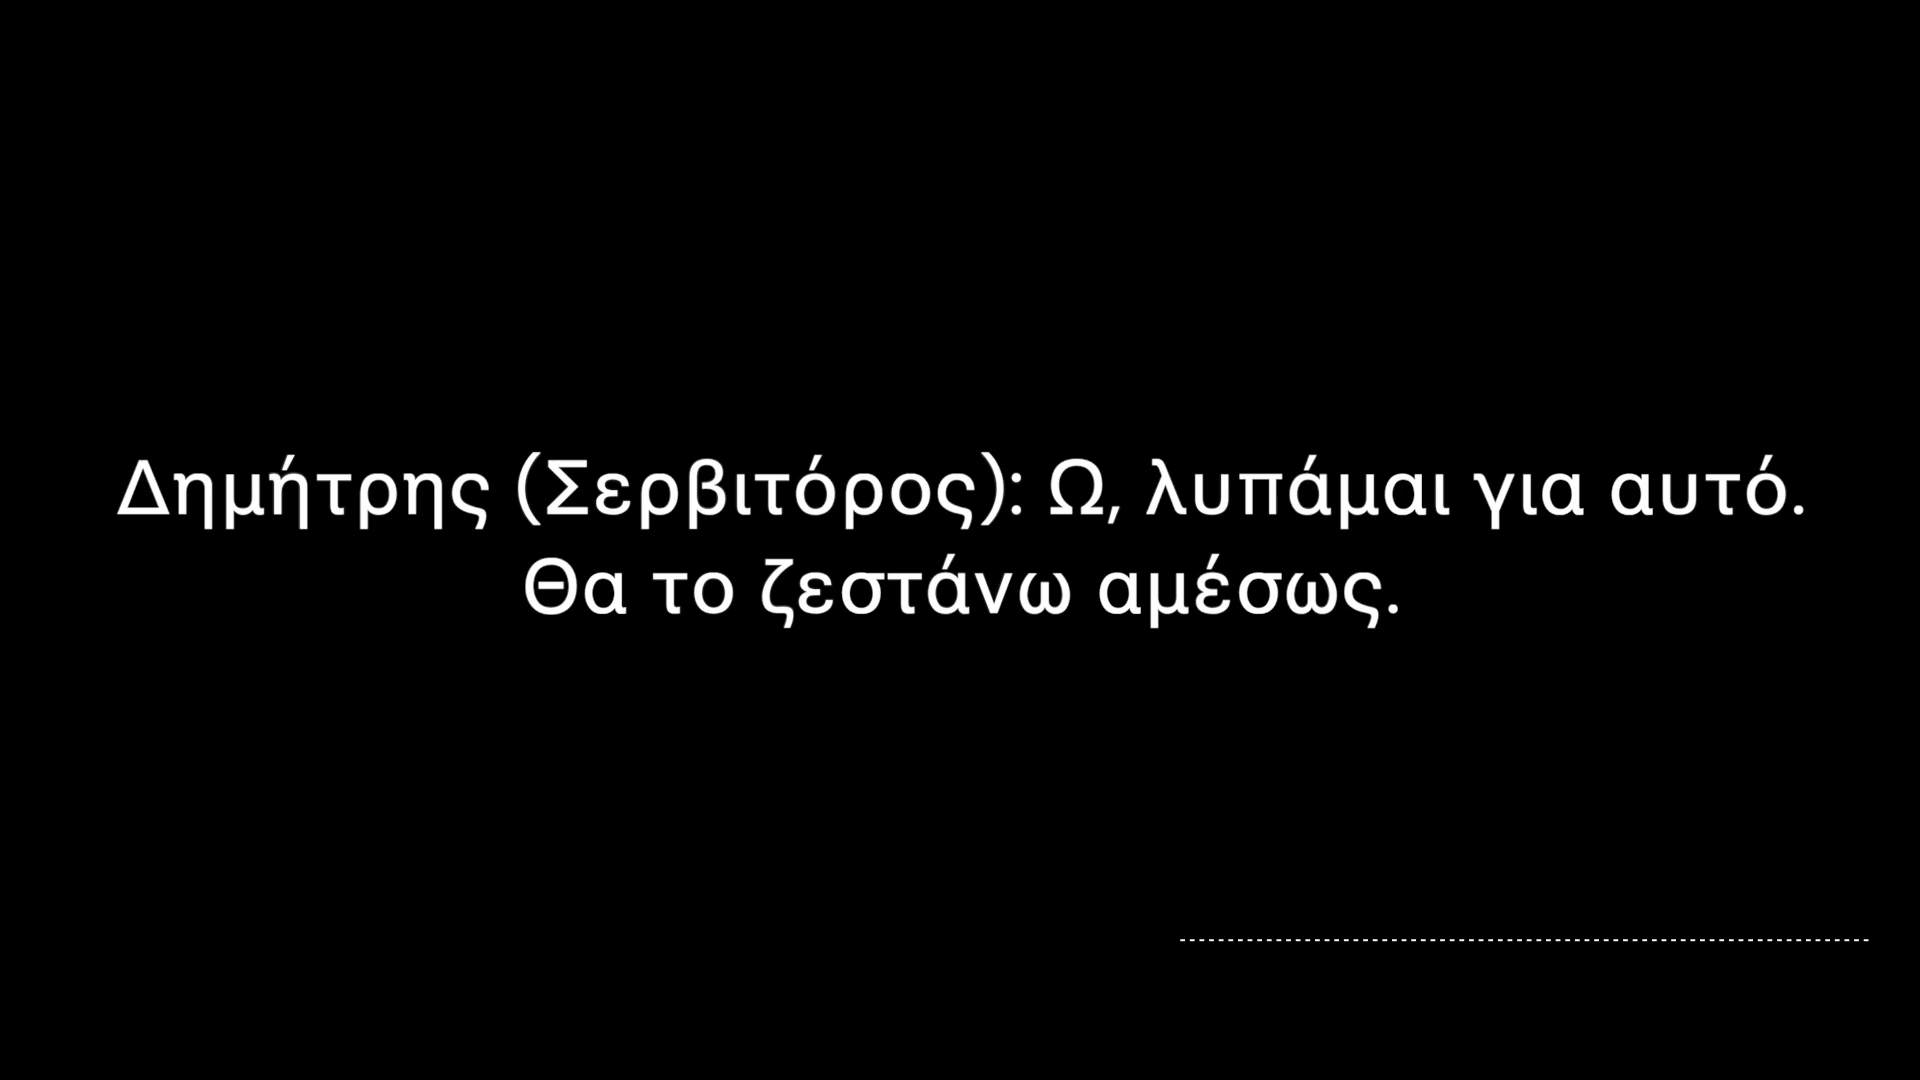 Δημήτρης (Σερβιτόρος): Ω, λυπάμαι για αυτό.
Θα το ζεστάνω αμέσως.